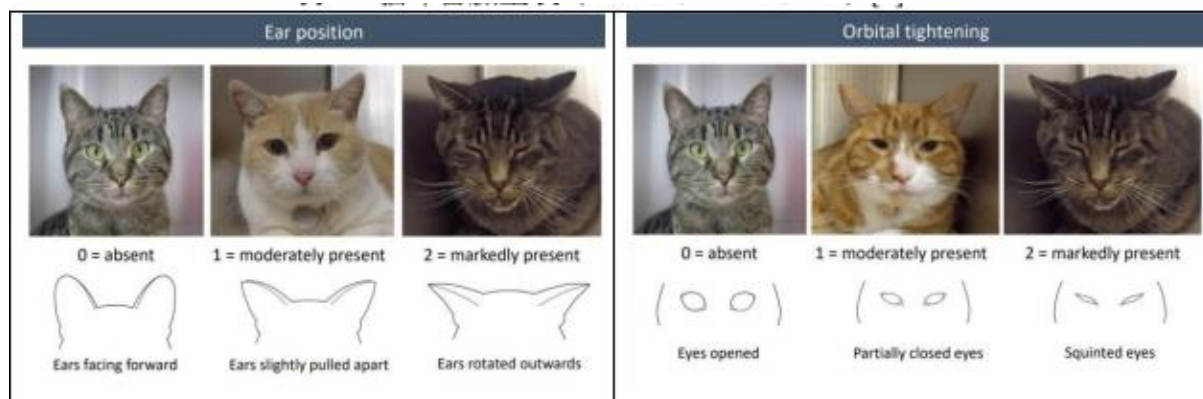 Ear position
0 = absent
1 = moderately present
2 = markedly present
Ears facing forward
Ears slightly pulled apart
Ears rotated outwards
Orbital tightening
0 = absent
1 = moderately present
2 = markedly present
Eyes opened
Partially closed eyes
Squinted eyes